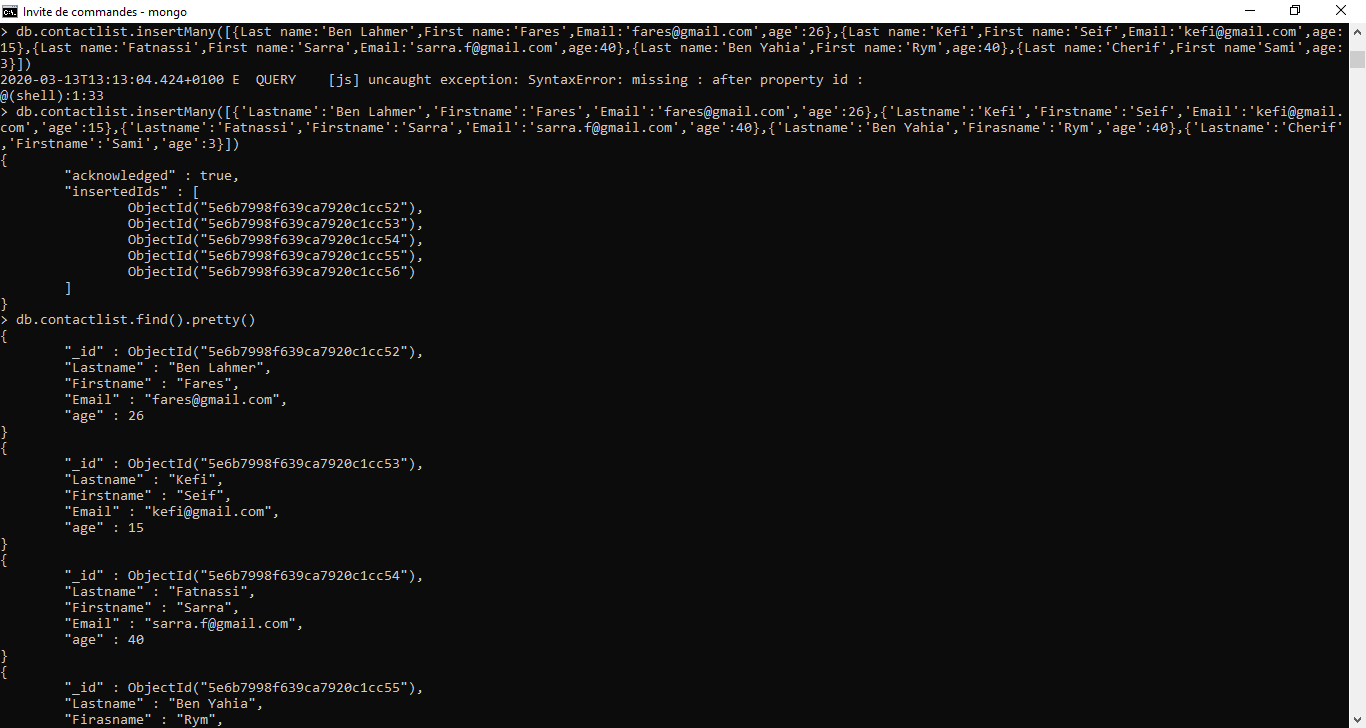 Invite de commandes - mongo
> db.contactlist.insertMany([{Last name:'Ben Lahmer',First name:'Fares',Email:'fares@gmail.com',age':26},{Last name:'Kefi',First name:'Seif',Email:'kefi@gmail.com',age:
15},{Last name:'Fatnassi',First name:'Sarra',Email:'sarra.f@gmail.com',age:40},{Last name:'Ben Yahia',First name:'Rym',age:40},{Last name:'Cherif',First name'Sami',age:
3}])
2020-03-13T13:13:04.424+0100 E  QUERY    [js] uncaught exception: SyntaxError: missing : after property id :
@(shell):1:33
> db.contactlist.insertMany([{'Lastname':'Ben Lahmer','Firstname':'Fares','Email':'fares@gmail.com','age':26},{'Lastname':'Kefi','Firstname':'Seif','Email':'kefi@gmail.
com','age':15},{'Lastname':'Fatnassi','Firstname':'Sarra','Email':'sarra.f@gmail.com','age':40},{'Lastname':'Ben Yahia','Firasname':'Rym','age':40},{'Lastname':'Cherif'
,'Firstname':'Sami','age':3}])
{
        "acknowledged" : true,
        "insertedIds" : [
                ObjectId("5e6b7998f639ca7920c1cc52"),
                ObjectId("5e6b7998f639ca7920c1cc53"),
                ObjectId("5e6b7998f639ca7920c1cc54"),
                ObjectId("5e6b7998f639ca7920c1cc55"),
                ObjectId("5e6b7998f639ca7920c1cc56")
        ]
}
> db.contactlist.find().pretty()
{
        "_id" : ObjectId("5e6b7998f639ca7920c1cc52"),
        "Lastname" : "Ben Lahmer",
        "Firstname" : "Fares",
        "Email" : "fares@gmail.com",
        "age" : 26
}
{
        "_id" : ObjectId("5e6b7998f639ca7920c1cc53"),
        "Lastname" : "Kefi",
        "Firstname" : "Seif",
        "Email" : "kefi@gmail.com",
        "age" : 15
}
{
        "_id" : ObjectId("5e6b7998f639ca7920c1cc54"),
        "Lastname" : "Fatnassi",
        "Firstname" : "Sarra",
        "Email" : "sarra.f@gmail.com",
        "age" : 40
}
{
        "_id" : ObjectId("5e6b7998f639ca7920c1cc55"),
        "Lastname" : "Ben Yahia",
        "Firasname" : "Rym",